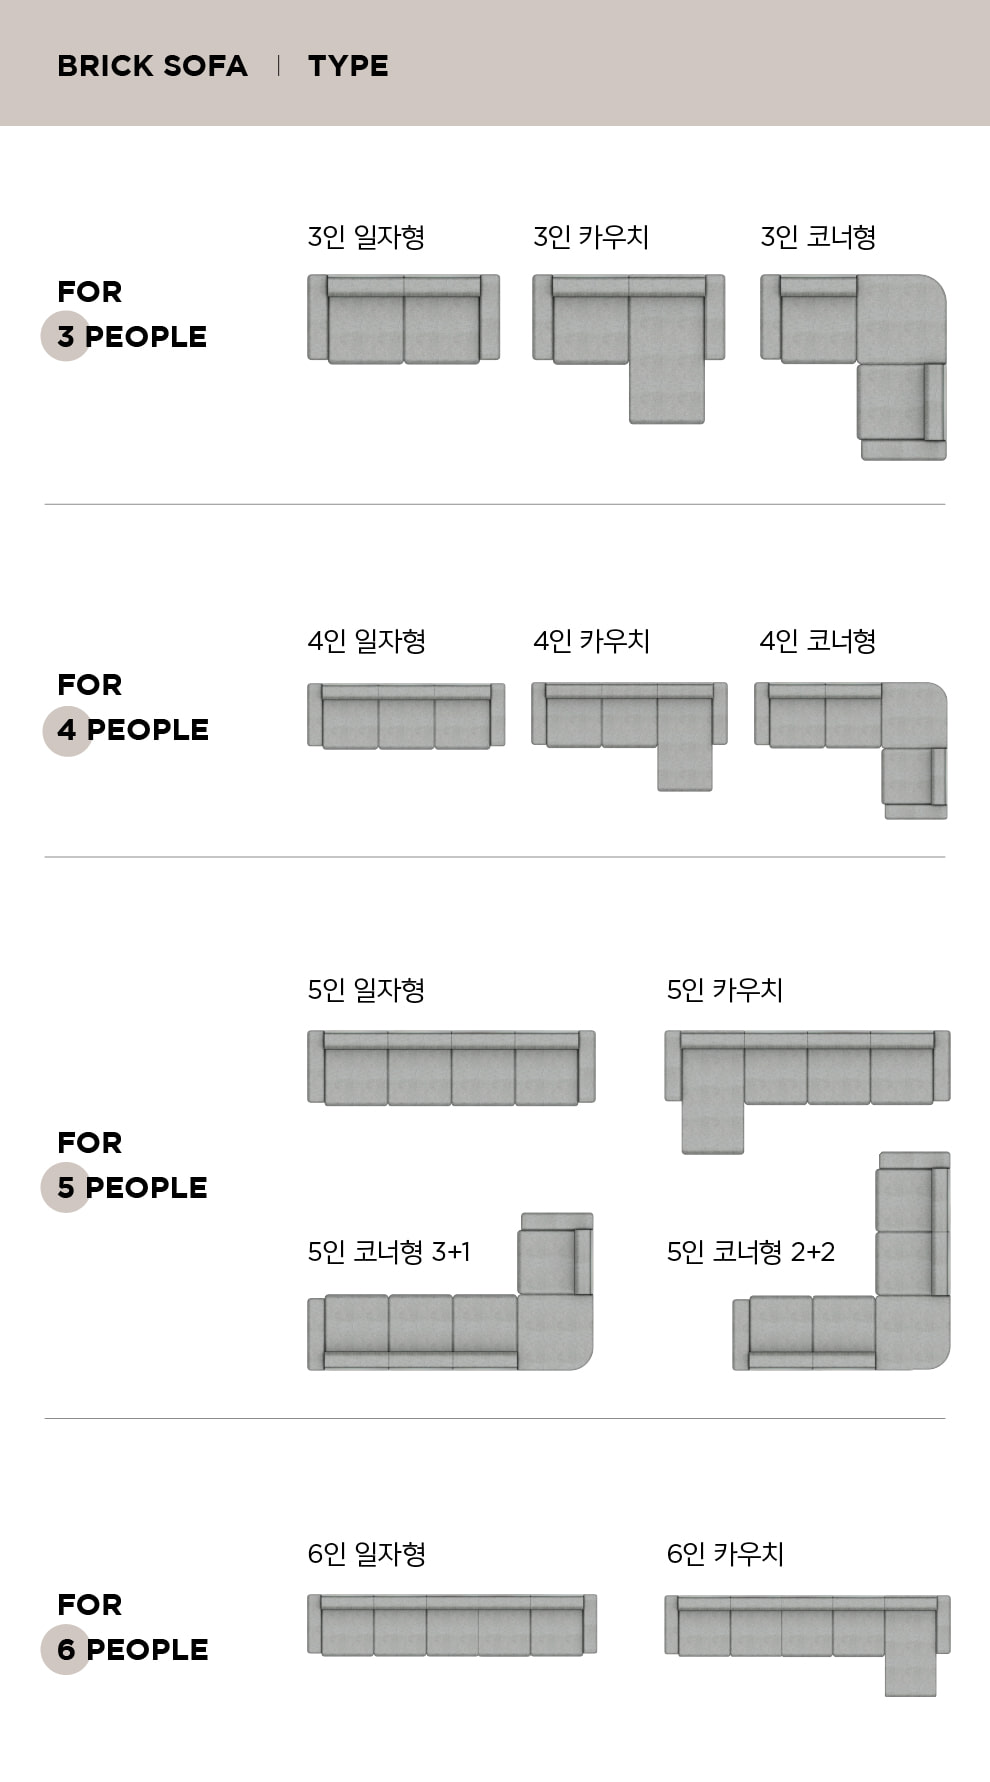 BRICK SOFA | TYPE
3인 일자형
3인 카우치
3인 코너형
FOR
3 PEOPLE
4인 일자형
4인 카우치
4인 코너형
FOR
4 PEOPLE
5인 일자형
5인 카우치
FOR
5 PEOPLE
5인 코너형 3+1
5인 코너형 2+2
6인 일자형
6인 카우치
FOR
6 PEOPLE